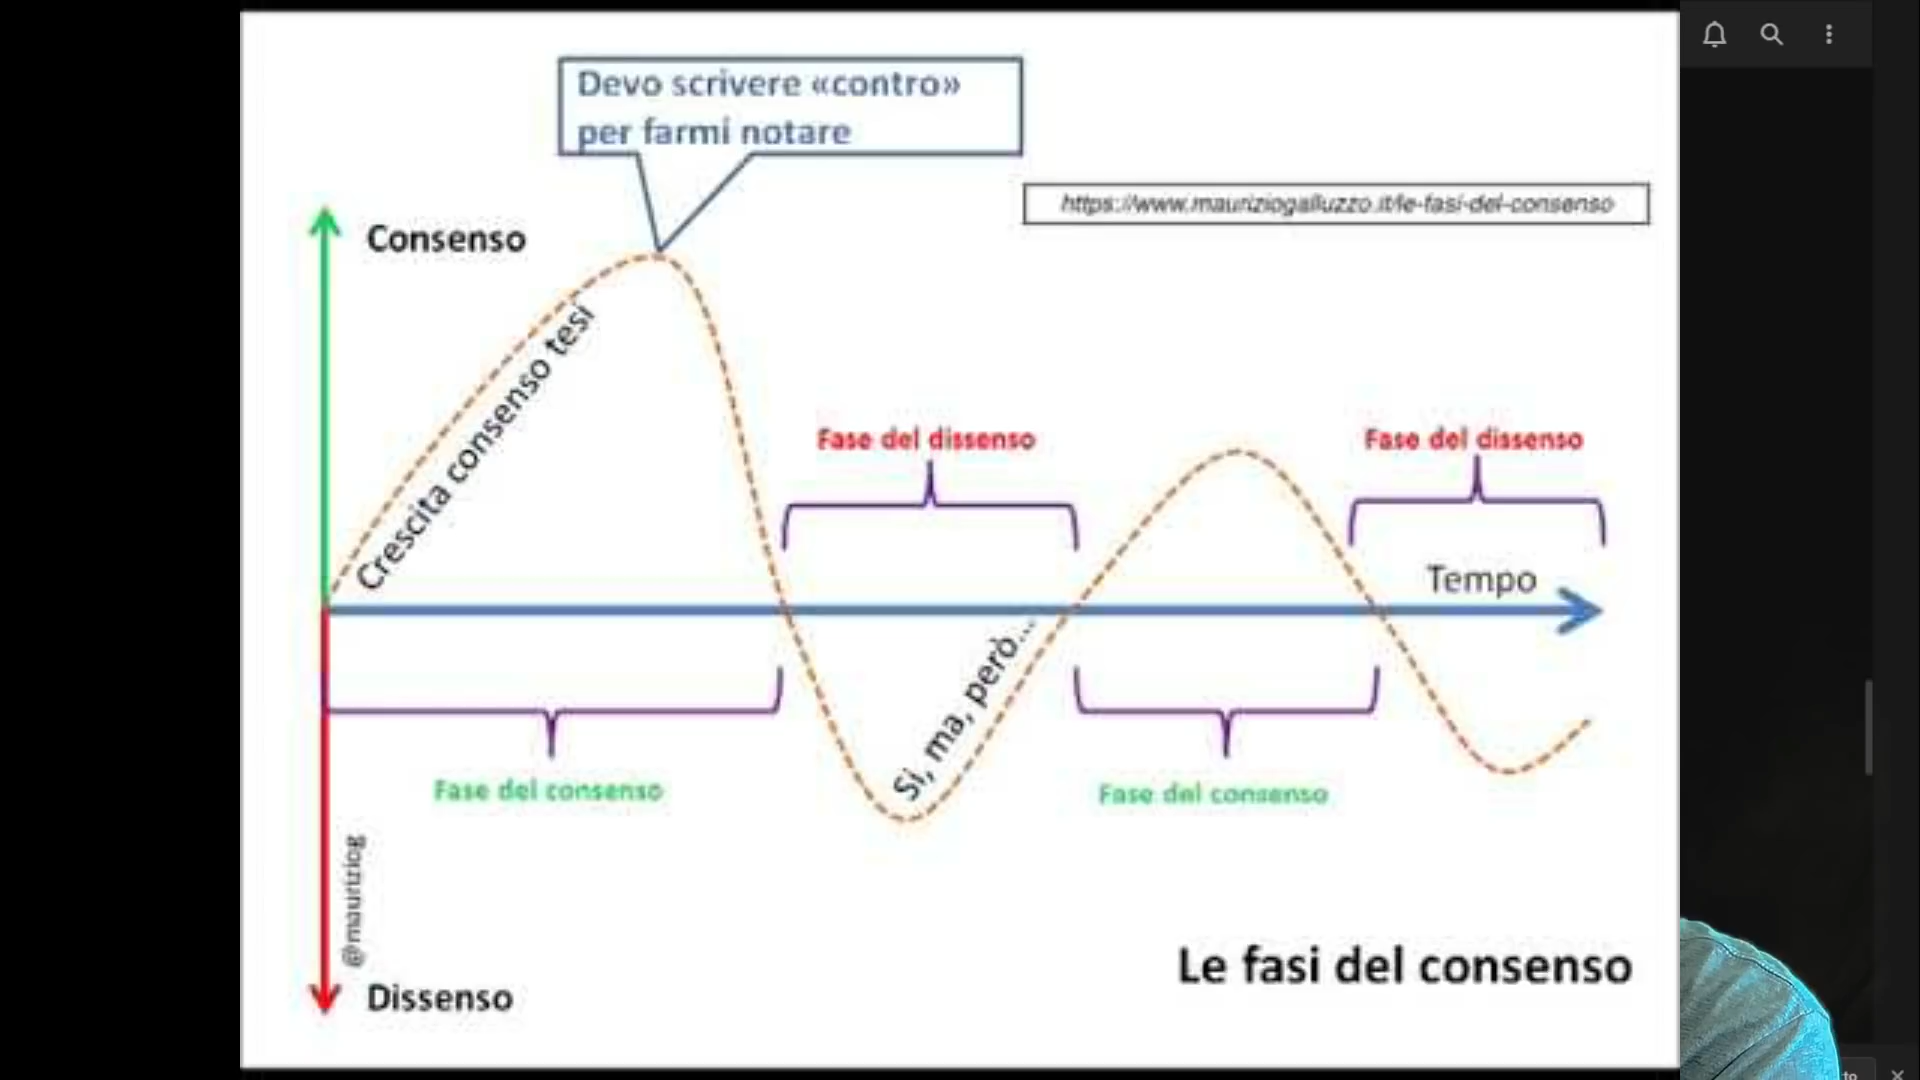 Devo scrivere «contro»
per farmi notare
https://www.mauriziogalluzzo.it/le-fasi-del-consenso
Consenso
Crescita consenso tesi
Fase del dissenso
Fase del dissenso
Tempo
Sì, ma, però...
Fase del consenso
Fase del consenso
@mauriziog
Le fasi del consenso
Dissenso